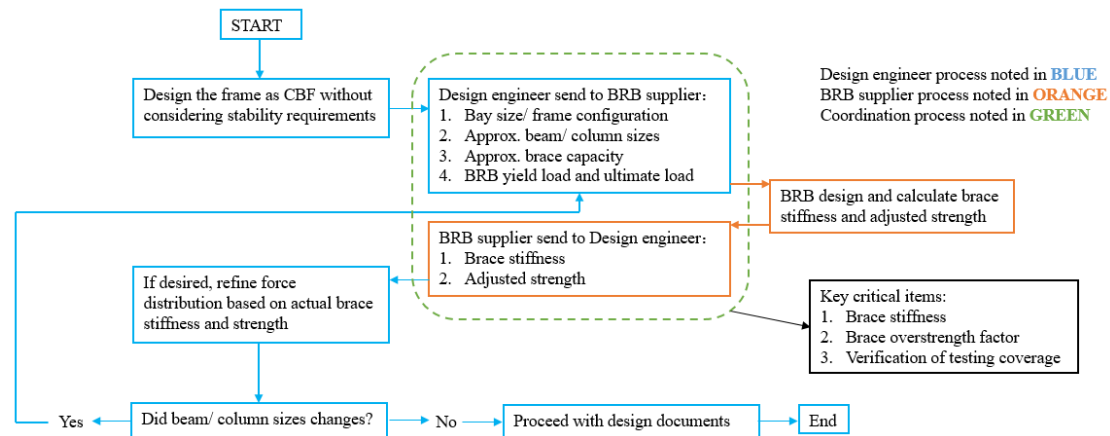 START
Design the frame as CBF without
considering stability requirements
Design engineer send to BRB supplier:
1. Bay size/ frame configuration
2. Approx. beam/ column sizes
3. Approx. brace capacity
4. BRB yield load and ultimate load
Design engineer process noted in BLUE
BRB supplier process noted in ORANGE
Coordination process noted in GREEN
BRB design and calculate brace
stiffness and adjusted strength
BRB supplier send to Design engineer:
1. Brace stiffness
2. Adjusted strength
If desired, refine force
distribution based on actual brace
stiffness and strength
Key critical items:
1. Brace stiffness
2. Brace overstrength factor
3. Verification of testing coverage
Yes
Did beam/ column sizes changes?
No
Proceed with design documents
End